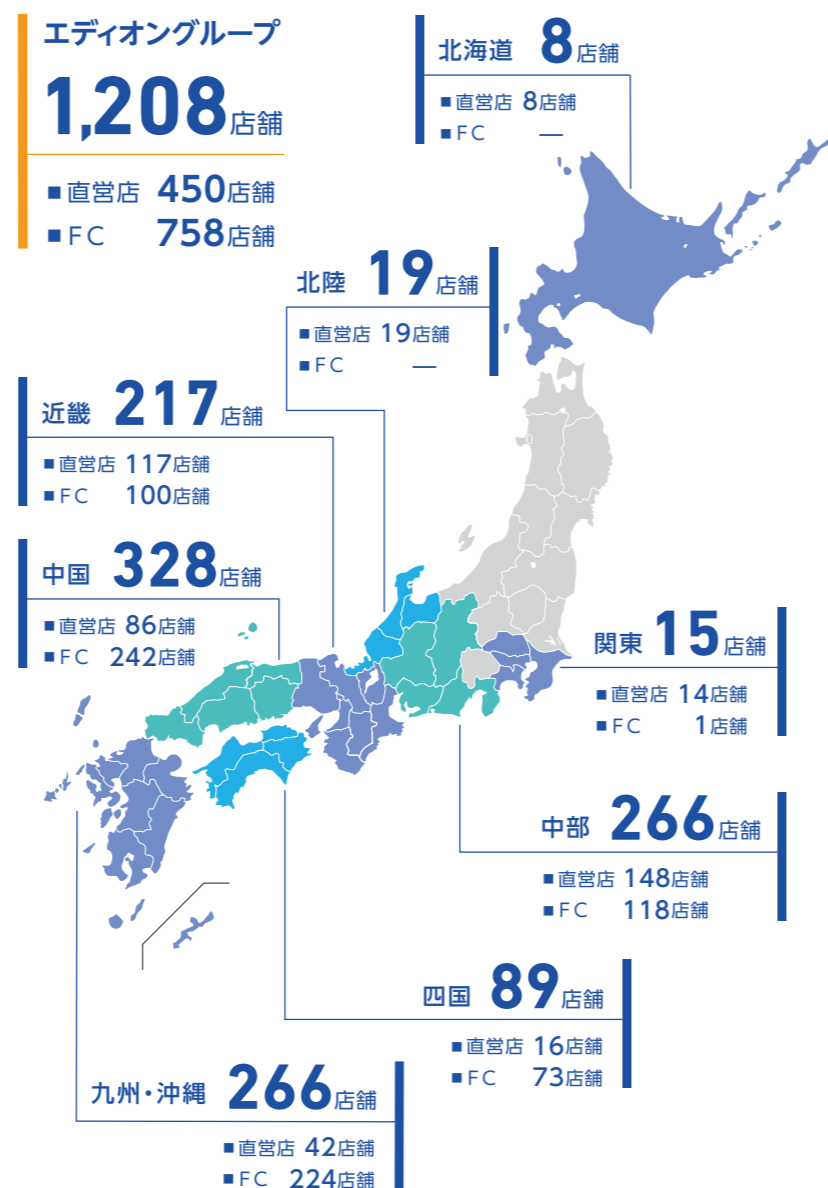 エディオングループ
1,208店舗
■直営店 450店舗
■FC 758店舗
北海道 8店舗
■直営店 8店舗
■FC —
北陸 19店舗
■直営店 19店舗
■FC —
近畿 217店舗
■直営店 117店舗
■FC 100店舗
中国 328店舗
■直営店 86店舗
■FC 242店舗
関東 15店舗
■直営店 14店舗
■FC 1店舗
中部 266店舗
■直営店 148店舗
■FC 118店舗
四国 89店舗
■直営店 16店舗
■FC 73店舗
九州・沖縄 266店舗
■直営店 42店舗
■FC 224店舗